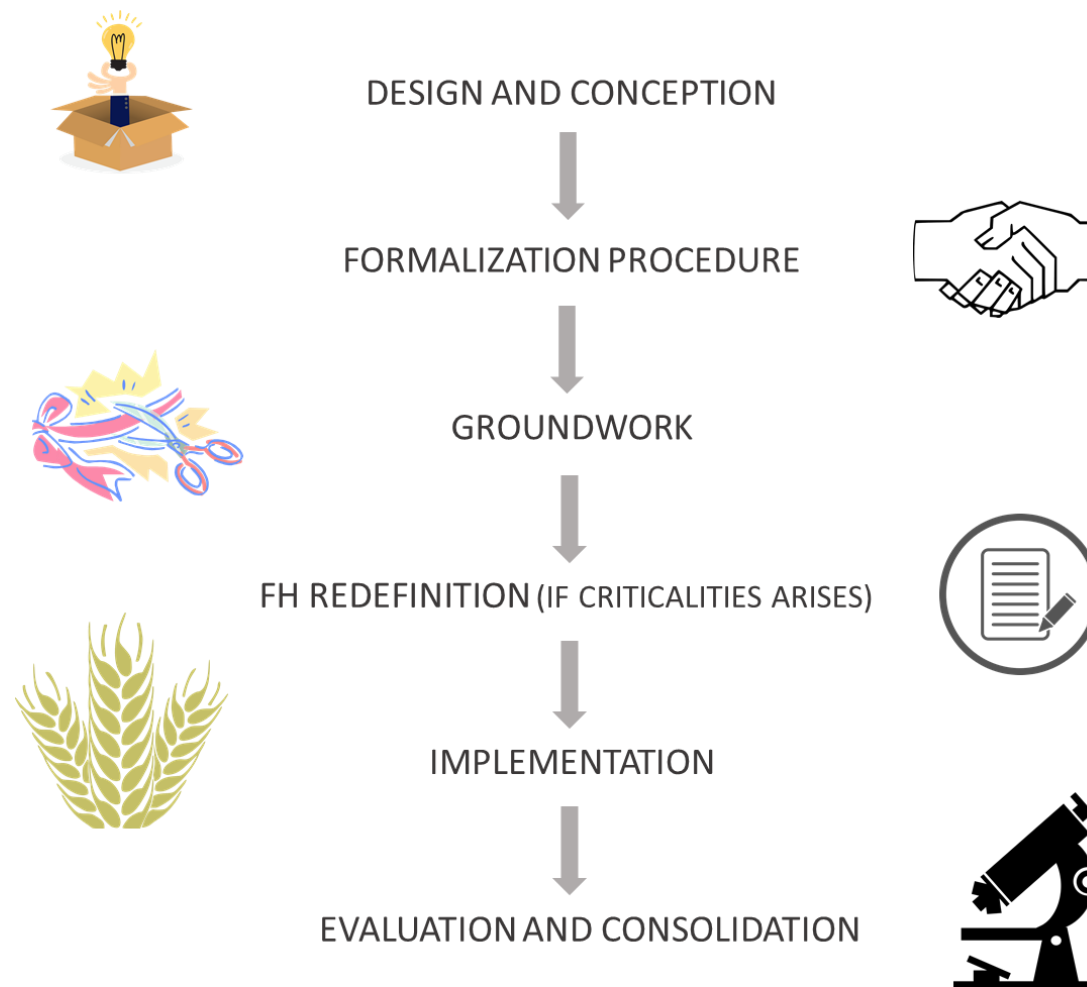 DESIGN AND CONCEPTION
FORMALIZATION PROCEDURE
GROUNDWORK
FH REDEFINITION (IF CRITICALITIES ARISES)
IMPLEMENTATION
EVALUATION AND CONSOLIDATION